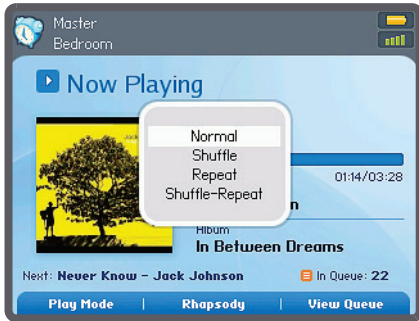 Master
Bedroom
Now Playing
Normal
Shuffle
Repeat
Shuffle-Repeat
01:14/03:28
n
Album
In Between Dreams
Next: Never Know - Jack Johnson
In Queue: 22
Play Mode | Rhapsody | View Queue